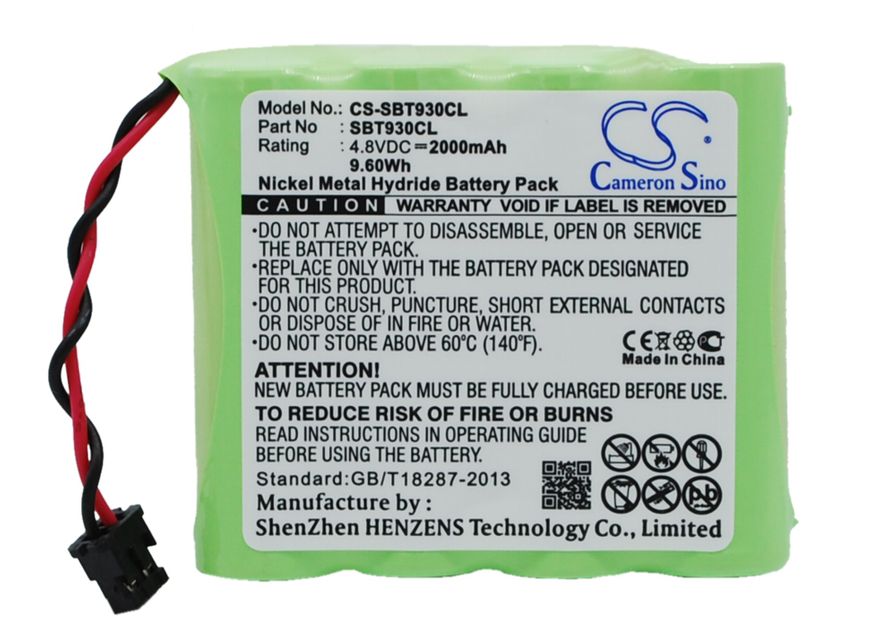 Model No.: CS-SBT930CL
Part No : SBT930CL
Rating : 4.8VDC⎓2000mAh
9.60Wh
Nickel Metal Hydride Battery Pack
CS
Cameron Sino
CAUTION WARRANTY VOID IF LABEL IS REMOVED
•DO NOT ATTEMPT TO DISASSEMBLE, OPEN OR SERVICE
THE BATTERY PACK.
•REPLACE ONLY WITH THE BATTERY PACK DESIGNATED
FOR THIS PRODUCT.
•DO NOT CRUSH, PUNCTURE, SHORT EXTERNAL CONTACTS
OR DISPOSE OF IN FIRE OR WATER.
•DO NOT STORE ABOVE 60°C (140°F).
CE
Made In China
ATTENTION!
NEW BATTERY PACK MUST BE FULLY CHARGED BEFORE USE.
TO REDUCE RISK OF FIRE OR BURNS
READ INSTRUCTIONS IN OPERATING GUIDE
BEFORE USING THE BATTERY.
Standard:GB/T18287-2013
Pb
Manufacture by :
ShenZhen HENZENS Technology Co., Limited